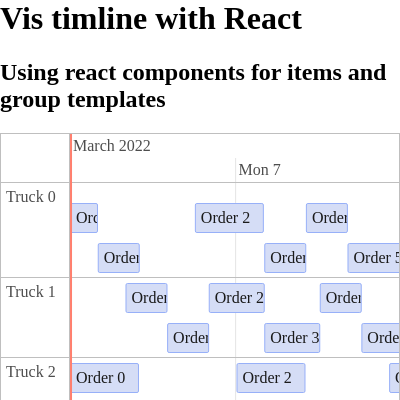 Vis timline with React
Using react components for items and
group templates
March 2022
Mon 7
Truck 0
Order 2
Order
Order
Order
Order 5
Truck 1
Order
Order 2
Order
Order
Order 3
Order
Truck 2
Order 0
Order 2